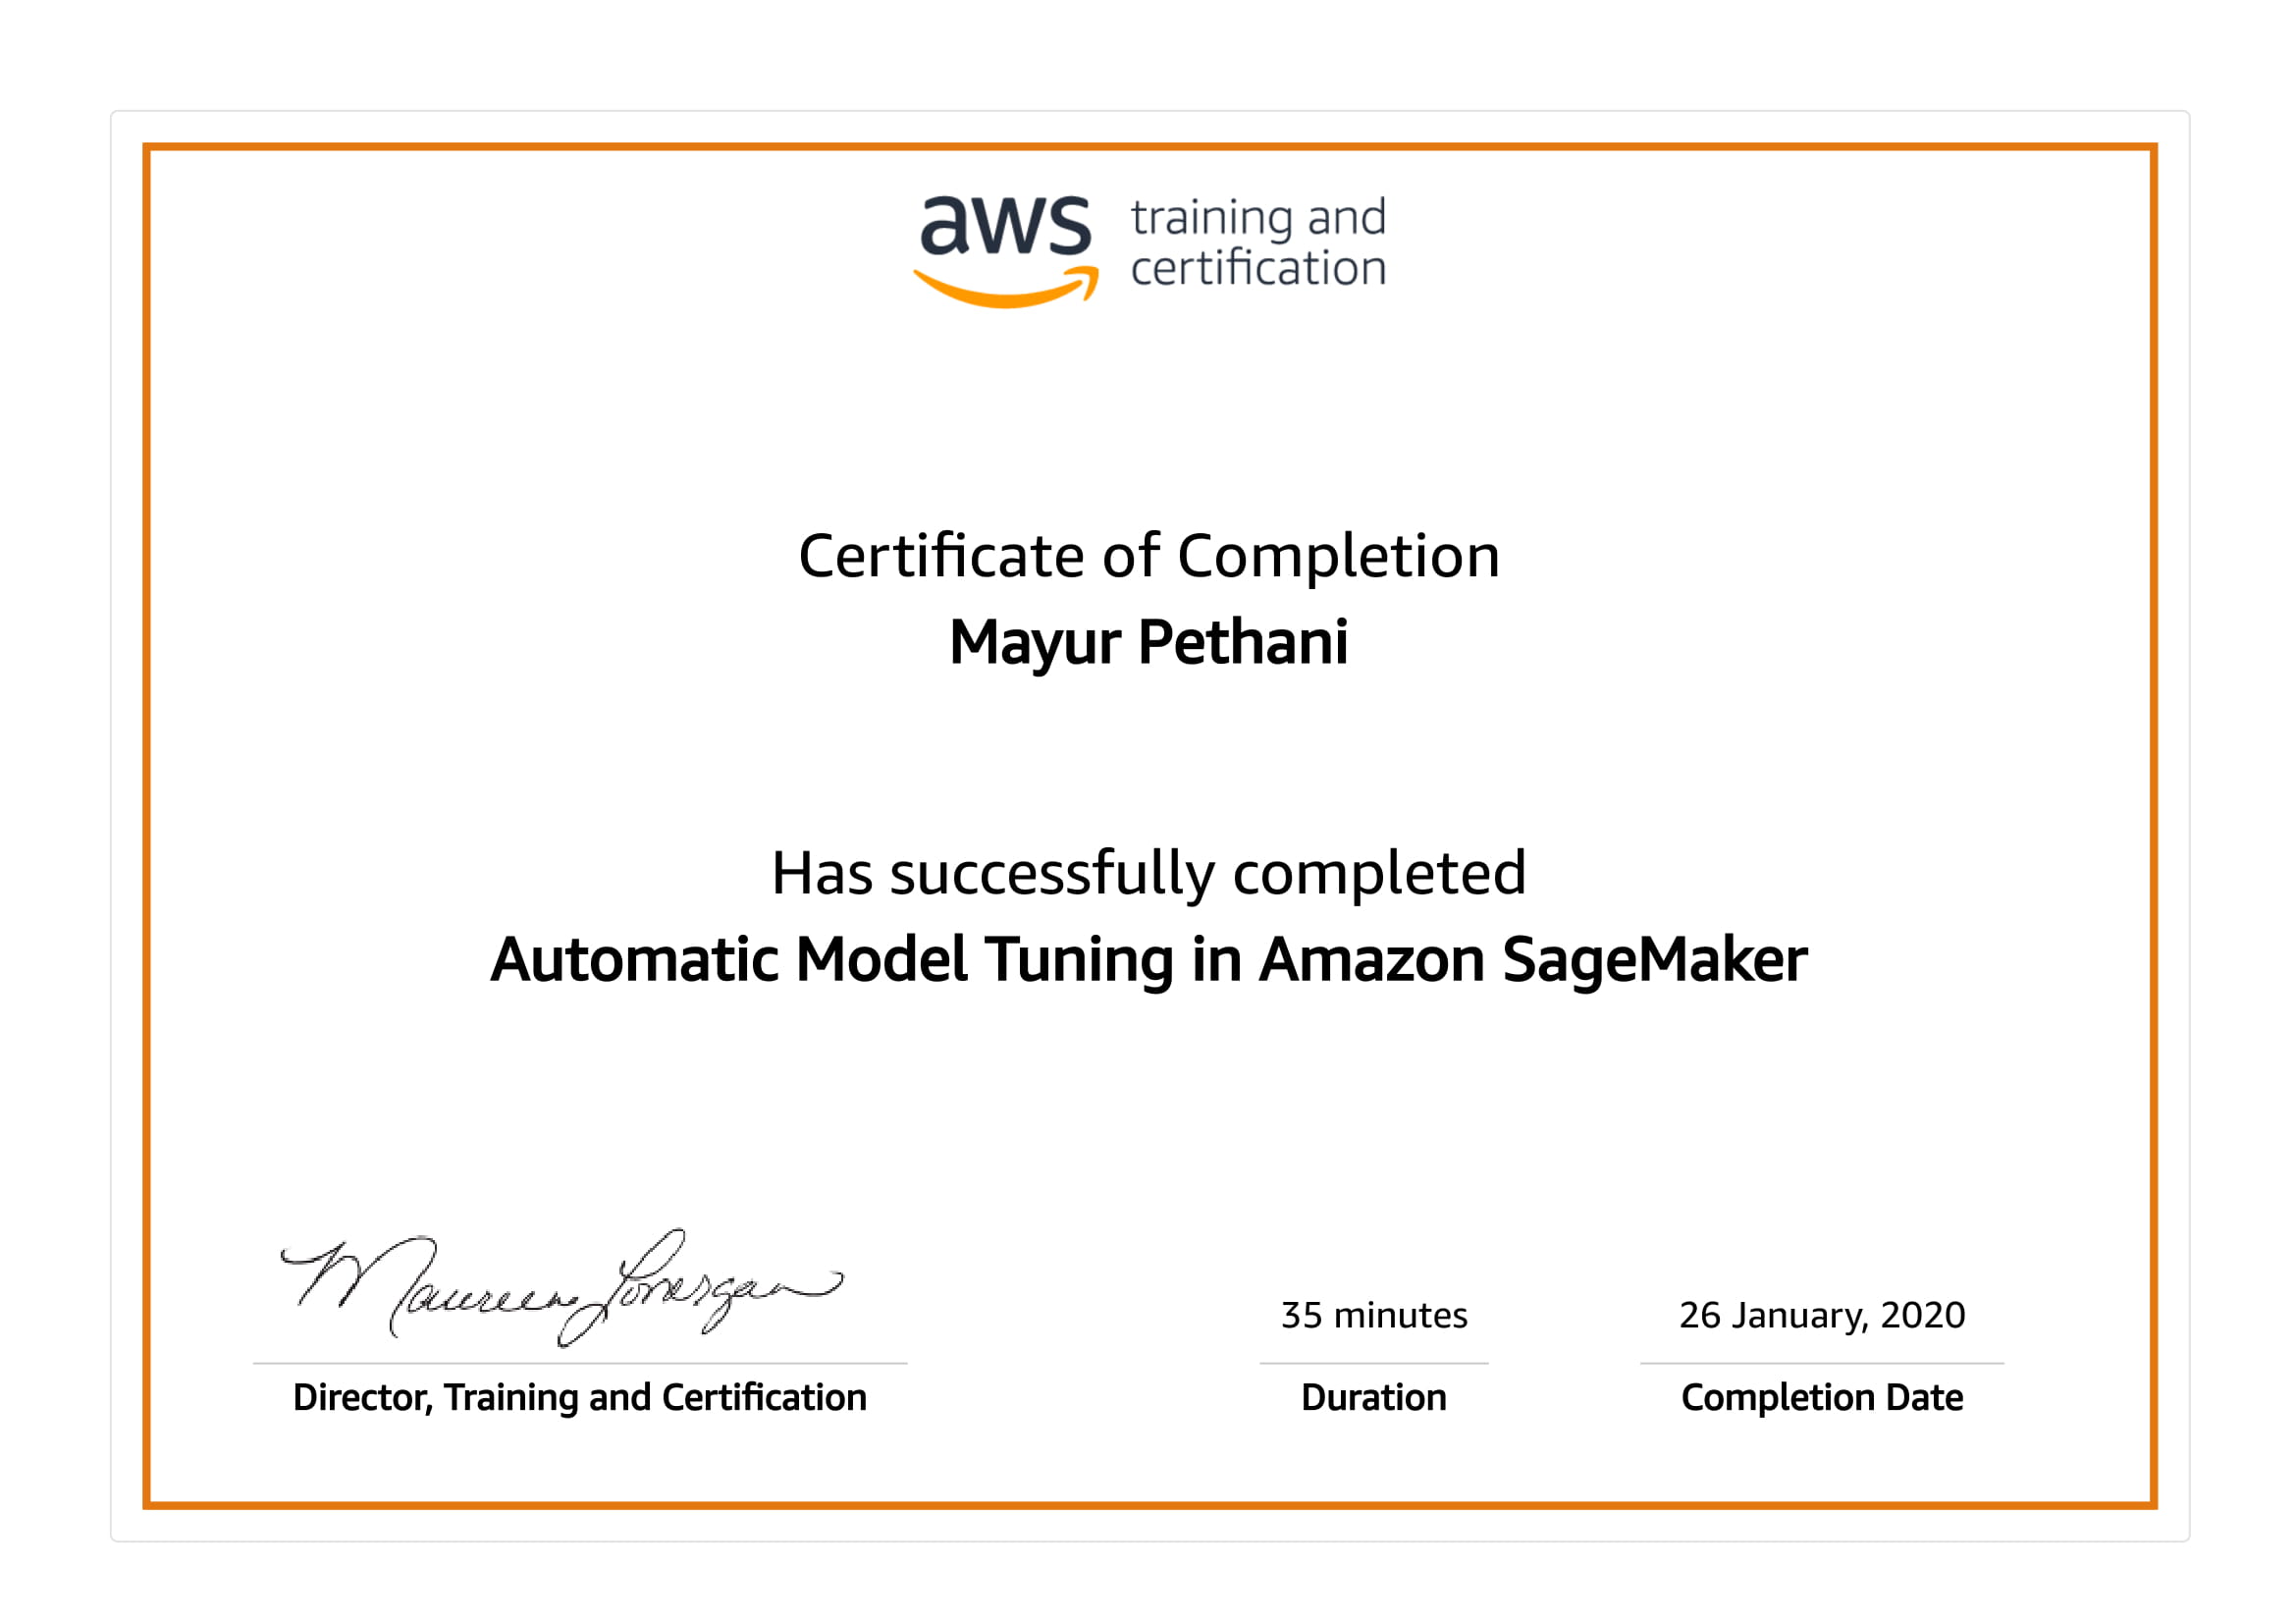 aws training and
certification
Certificate of Completion
Mayur Pethani
Has successfully completed
Automatic Model Tuning in Amazon SageMaker
Maureen Lonergan
35 minutes
26 January, 2020
Director, Training and Certification
Duration
Completion Date